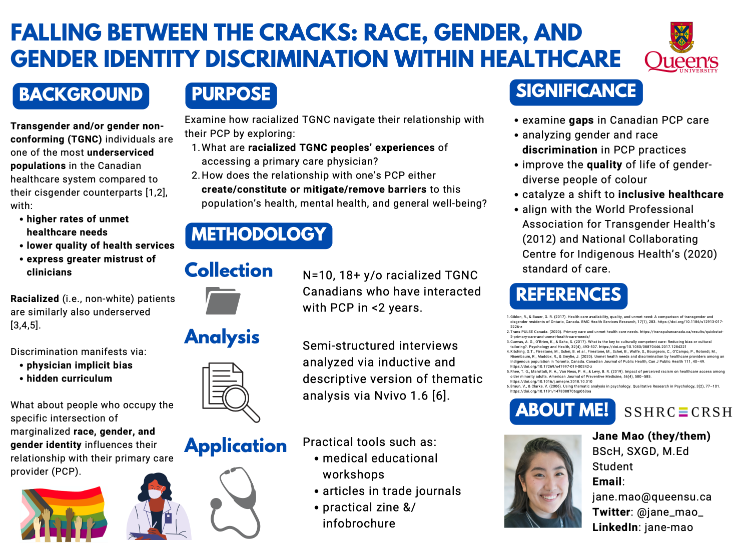 FALLING BETWEEN THE CRACKS: RACE, GENDER, AND
GENDER IDENTITY DISCRIMINATION WITHIN HEALTHCARE
Queen's
UNIVERSITY
BACKGROUND
Transgender and/or gender non-
conforming (TGNC) individuals are
one of the most underserved
populations in the Canadian
healthcare system compared to
their cisgender counterparts [1,2],
with:
• higher rates of unmet
healthcare needs
• lower quality of health services
• express greater mistrust of
clinicians
Racialized (i.e., non-white) patients
are similarly also underserved
[3,4,5].
Discrimination manifests via:
• physician implicit bias
• hidden curriculum
What about people who occupy the
specific intersection of
marginalized race, gender, and
gender identity influences their
relationship with their primary care
provider (PCP).
PURPOSE
Examine how racialized TGNC navigate their relationship with
their PCP by exploring:
1. What are racialized TGNC peoples' experiences of
accessing a primary care physician?
2. How does the relationship with one's PCP either
create/constitute or mitigate/remove barriers to this
population's health, mental health, and general well-being?
METHODOLOGY
Collection
N=10, 18+ y/o racialized TGNC
Canadians who have interacted
with PCP in <2 years.
Analysis
Semi-structured interviews
analyzed via inductive and
descriptive version of thematic
analysis via Nvivo 1.6 [6].
Application
Practical tools such as:
• medical educational
workshops
• articles in trade journals
• practical zine &/
infobrochure
SIGNIFICANCE
• examine gaps in Canadian PCP care
• analyzing gender and race
discrimination in PCP practices
• improve the quality of life of gender-
diverse people of colour
• catalyze a shift to inclusive healthcare
• align with the World Professional
Association for Transgender Health's
(2012) and National Collaborating
Centre for Indigenous Health's (2020)
standard of care.
REFERENCES
ABOUT ME!
SSHRC CRSH
Jane Mao (they/them)
BScH, SXGD, M.Ed
Student
Email:
jane.mao@queensu.ca
Twitter: @jane_mao_
LinkedIn: jane-mao